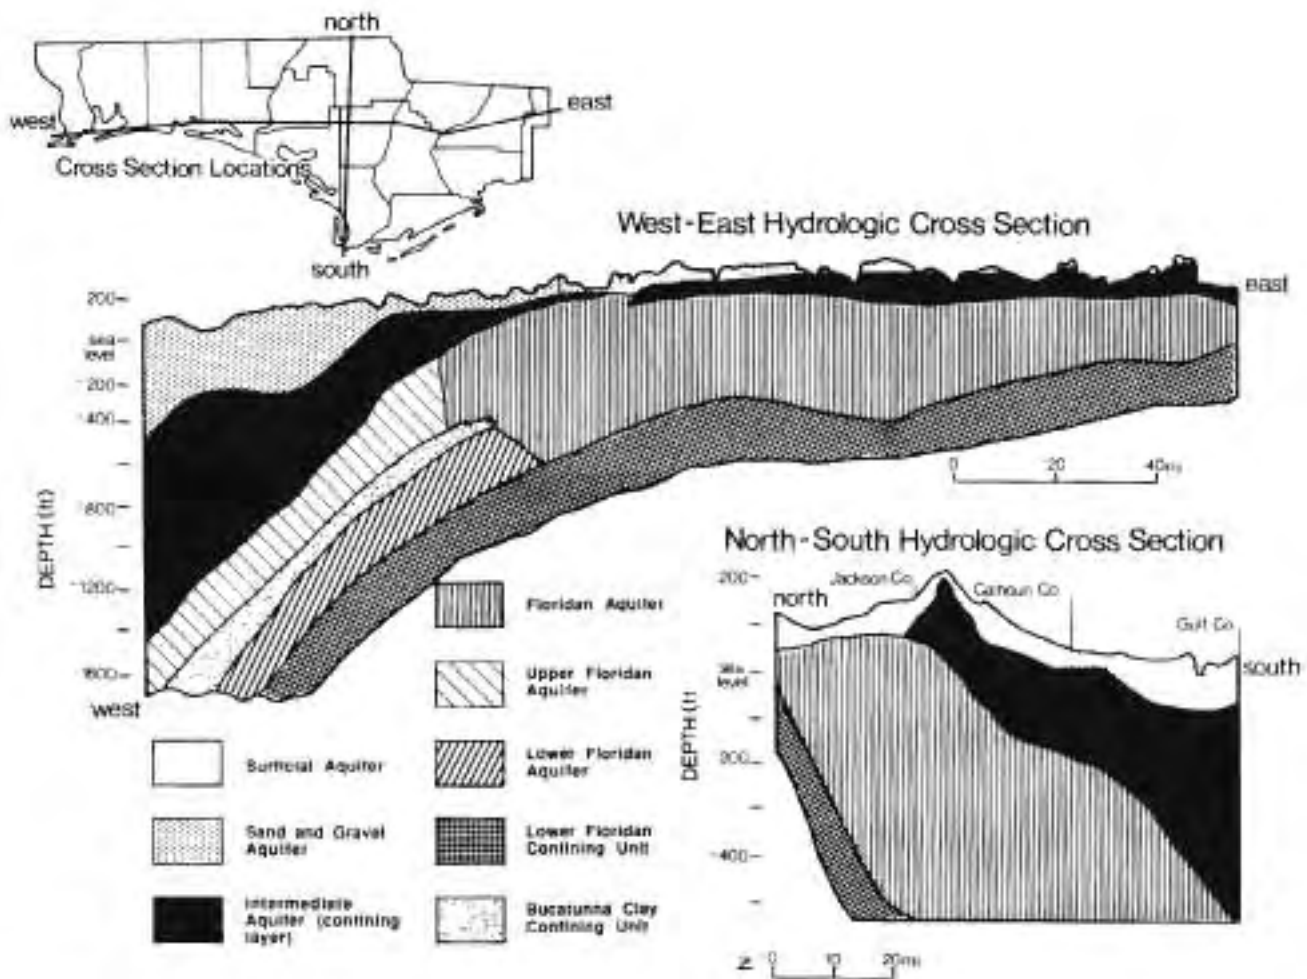 north
west
east
Cross Section Locations
south
West-East Hydrologic Cross Section
east
200
sea level
-200
-400
-800
-1200
-1600
DEPTH (ft)
west
0 20 40mi
North-South Hydrologic Cross Section
200
Jackson Co.
Calhoun Co.
Gulf Co.
north
south
sea level
DEPTH (ft
200
-400
0 10 20mi
Surficial Aquifer
Sand and Gravel
Aquifer
Intermediate
Aquifer (confining
layer)
Floridan Aquifer
Upper Floridan
Aquifer
Lower Floridan
Aquifer
Lower Floridan
Confining Unit
Bucatunna Clay
Confining Unit